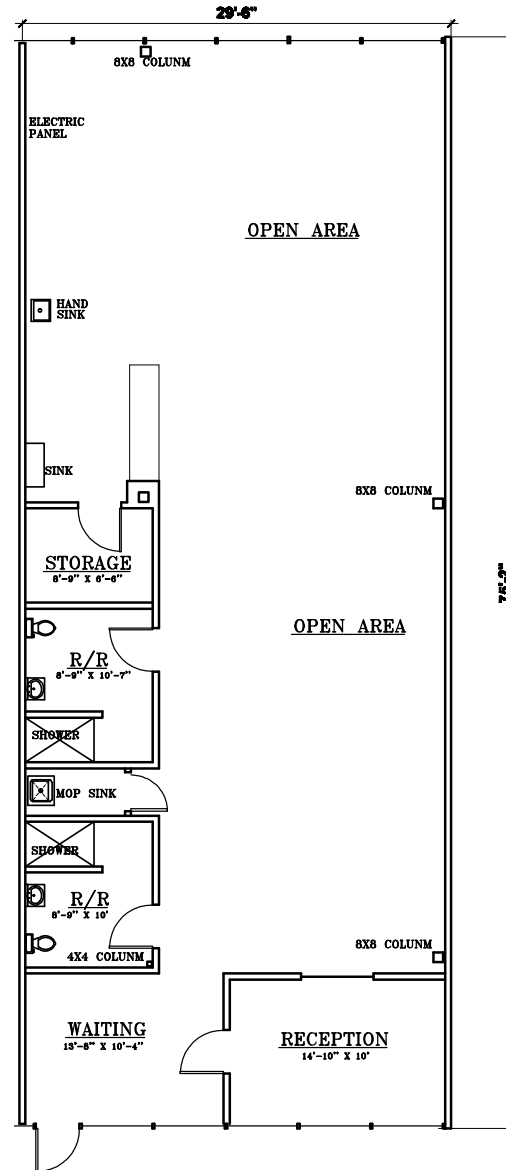 29'-6"
8X8 COLUNM
ELECTRIC
PANEL
OPEN AREA
HAND
SINK
SINK
8X8 COLUNM
STORAGE
8'-9" X 6'-6"
75'-2"
OPEN AREA
R/R
8'-9" X 10'-7"
SHOWER
MOP SINK
SHOWER
R/R
8'-9" X 10'
4X4 COLUNM
8X8 COLUNM
WAITING
13'-8" X 10'-4"
RECEPTION
14'-10" X 10'